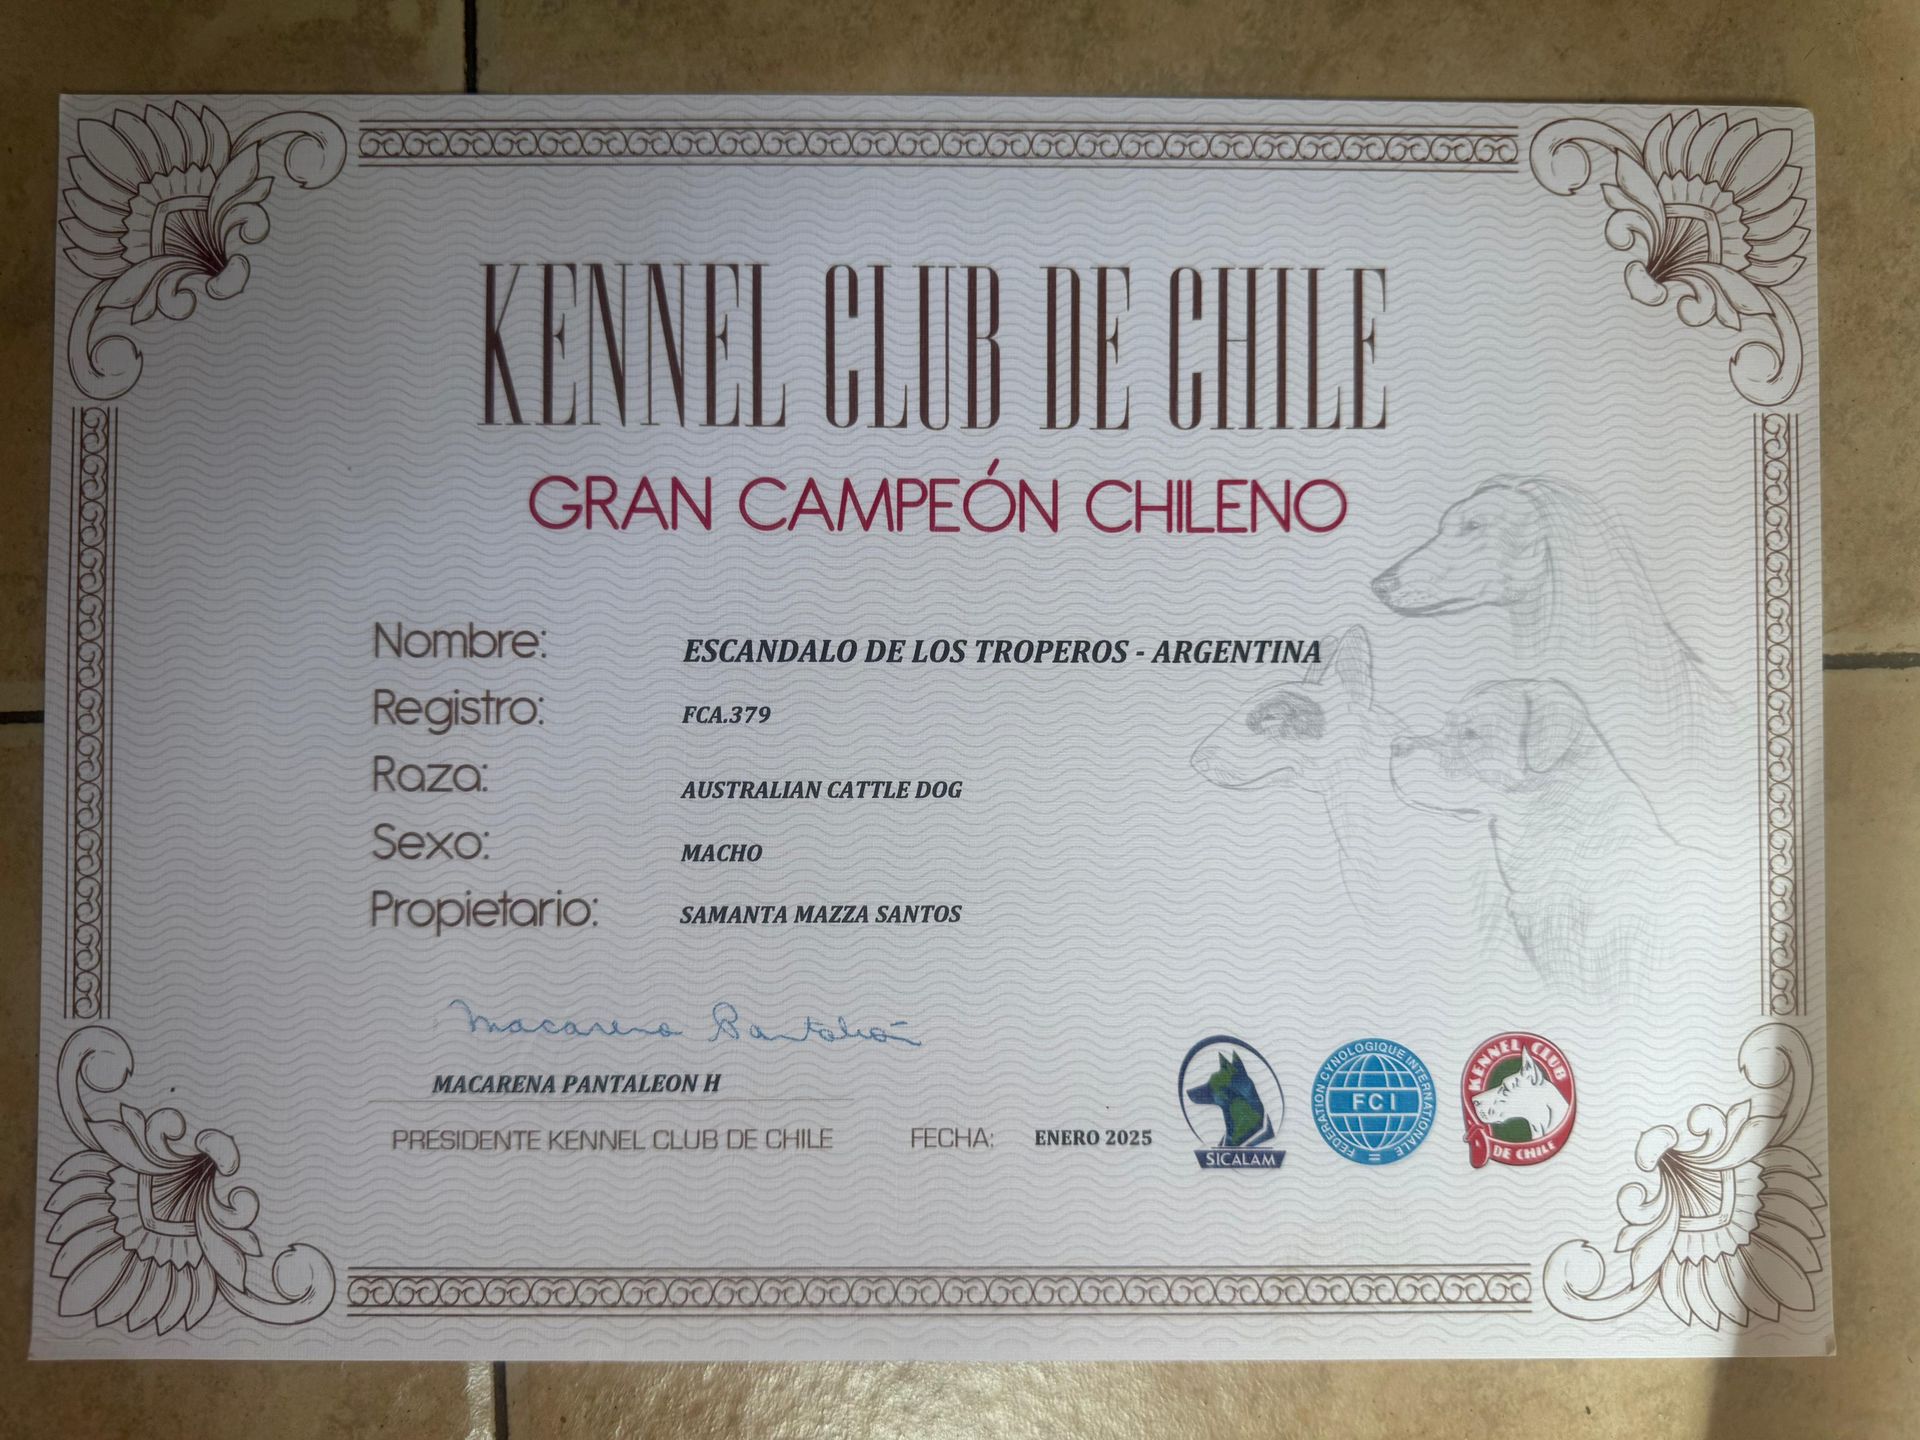 KENNEL CLUB DE CHILE
GRAN CAMPEÓN CHILENO
Nombre: ESCANDALO DE LOS TROPEROS - ARGENTINA
Registro: FCA.379
Raza: AUSTRALIAN CATTLE DOG
Sexo: MACHO
Propietario: SAMANTA MAZZA SANTOS
Macarena Pantaleón
MACARENA PANTALEON H
PRESIDENTE KENNEL CLUB DE CHILE
FECHA: ENERO 2025
SICALAM
FEDERATION CYNOLOGIQUE INTERNATIONALE
FCI
KENNEL CLUB
DE CHILE